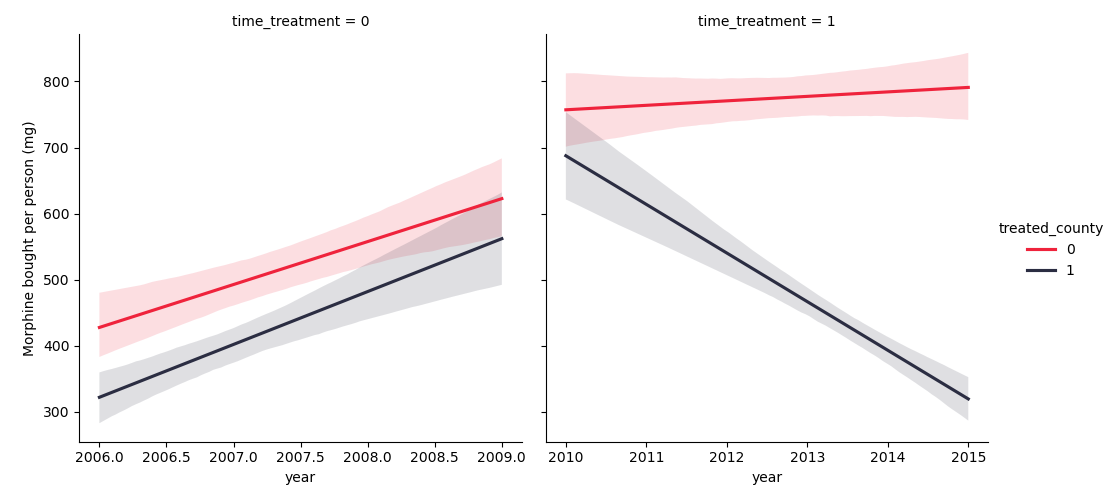 time_treatment = 0
time_treatment = 1
Morphine bought per person (mg)
800
700
600
500
400
300
2006.0 2006.5 2007.0 2007.5 2008.0 2008.5 2009.0
year
2010 2011 2012 2013 2014 2015
year
treated_county
0
1